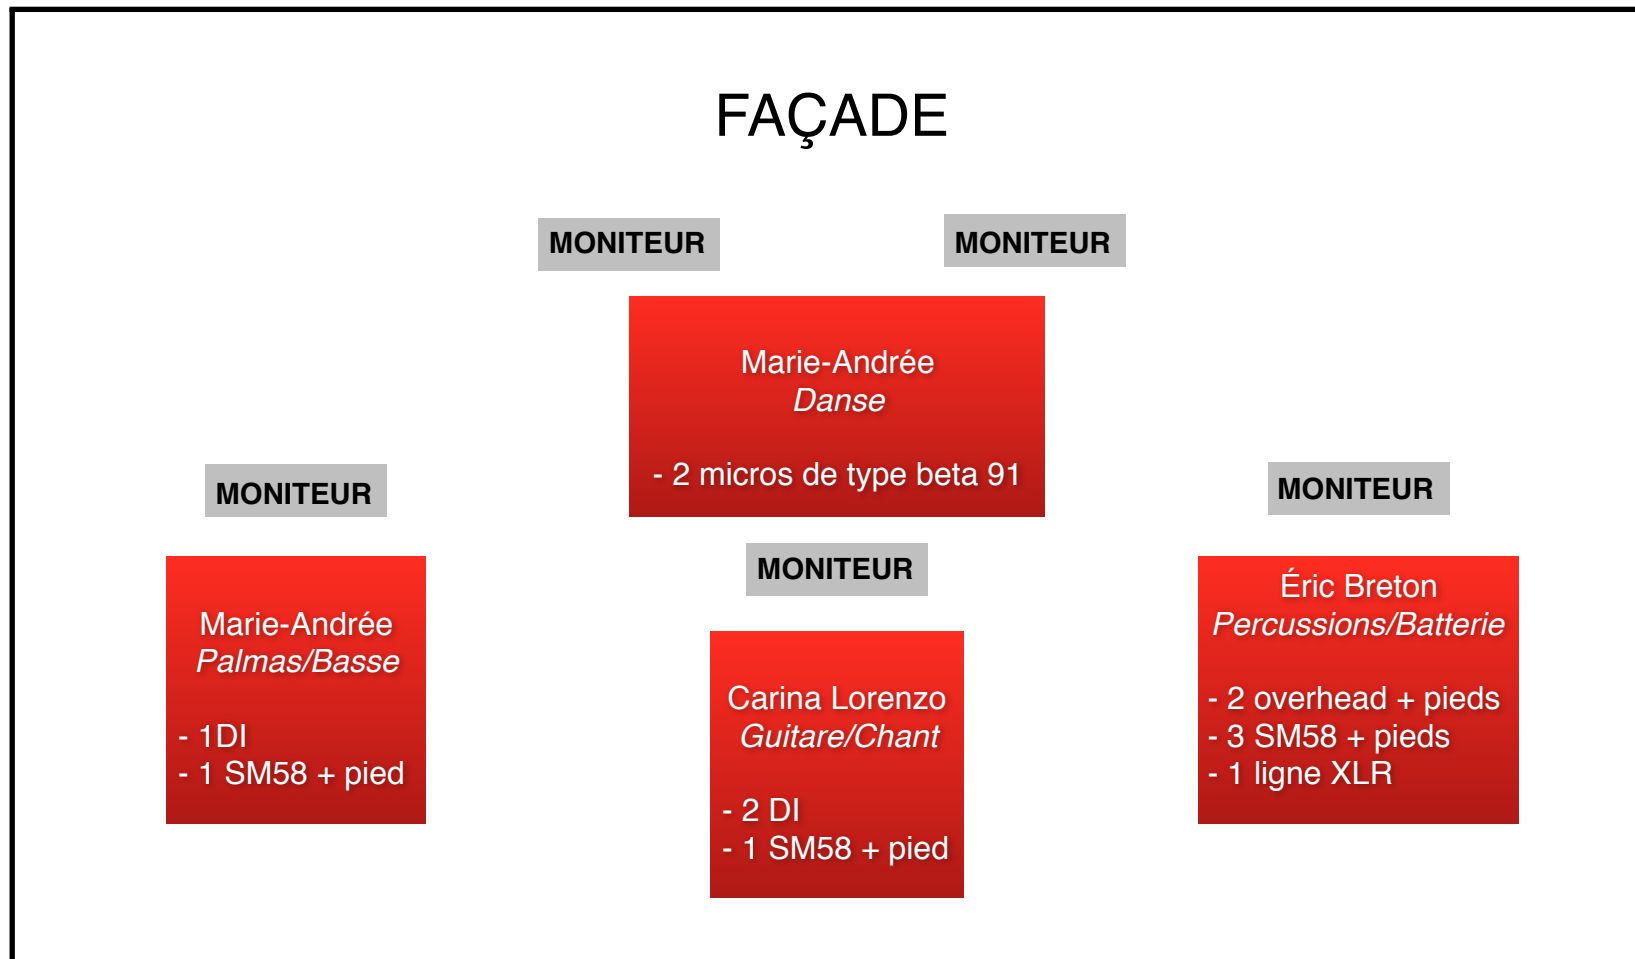 FAÇADE
MONITEUR
MONITEUR
Marie-Andrée
Danse
- 2 micros de type beta 91
MONITEUR
Marie-Andrée
Palmas/Basse
- 1DI
- 1 SM58 + pied
MONITEUR
Carina Lorenzo
Guitare/Chant
- 2 DI
- 1 SM58 + pied
MONITEUR
Éric Breton
Percussions/Batterie
- 2 overhead + pieds
- 3 SM58 + pieds
- 1 ligne XLR